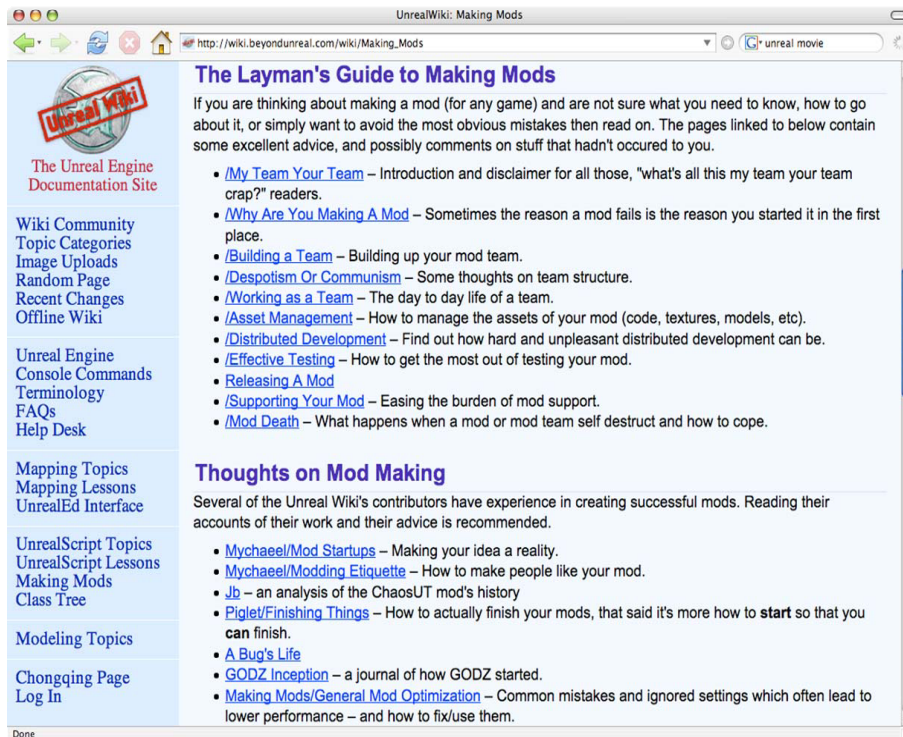 UnrealWiki: Making Mods
http://wiki.beyondunreal.com/wiki/Making_Mods
G unreal movie
Unreal Wiki
The Unreal Engine
Documentation Site
Wiki Community
Topic Categories
Image Uploads
Random Page
Recent Changes
Offline Wiki
Unreal Engine
Console Commands
Terminology
FAQs
Help Desk
Mapping Topics
Mapping Lessons
UnrealEd Interface
UnrealScript Topics
UnrealScript Lessons
Making Mods
Class Tree
Modeling Topics
Chongqing Page
Log In
The Layman's Guide to Making Mods
If you are thinking about making a mod (for any game) and are not sure what you need to know, how to go
about it, or simply want to avoid the most obvious mistakes then read on. The pages linked to below contain
some excellent advice, and possibly comments on stuff that hadn't occured to you.
• /My Team Your Team – Introduction and disclaimer for all those, "what's all this my team your team
crap?" readers.
• /Why Are You Making A Mod – Sometimes the reason a mod fails is the reason you started it in the first
place.
• /Building a Team – Building up your mod team.
• /Despotism Or Communism – Some thoughts on team structure.
• /Working as a Team – The day to day life of a team.
• /Asset Management – How to manage the assets of your mod (code, textures, models, etc).
• /Distributed Development – Find out how hard and unpleasant distributed development can be.
• /Effective Testing – How to get the most out of testing your mod.
• Releasing A Mod
• /Supporting Your Mod – Easing the burden of mod support.
• /Mod Death – What happens when a mod or mod team self destruct and how to cope.
Thoughts on Mod Making
Several of the Unreal Wiki's contributors have experience in creating successful mods. Reading their
accounts of their work and their advice is recommended.
• Mychaeel/Mod Startups – Making your idea a reality.
• Mychaeel/Modding Etiquette – How to make people like your mod.
• Jb – an analysis of the ChaosUT mod's history
• Piglet/Finishing Things – How to actually finish your mods, that said it's more how to start so that you
can finish.
• A Bug's Life
• GODZ Inception – a journal of how GODZ started.
• Making Mods/General Mod Optimization – Common mistakes and ignored settings which often lead to
lower performance – and how to fix/use them.
Done